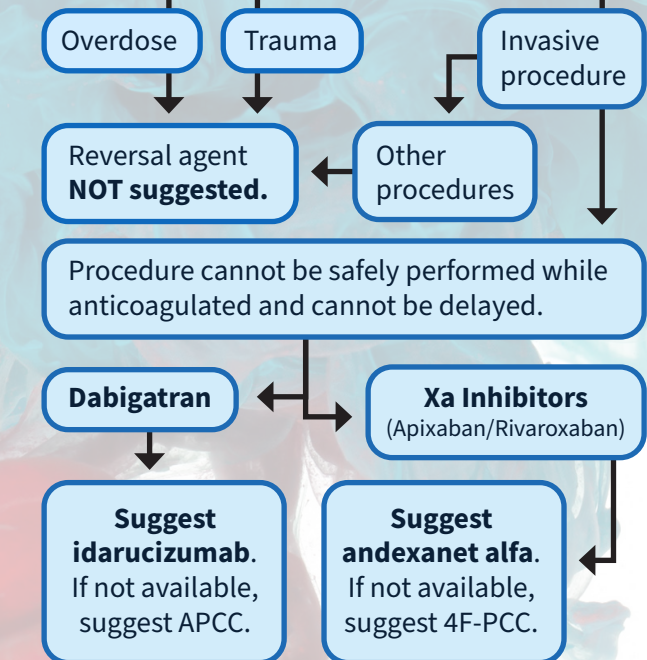 Overdose
Trauma
Invasive
procedure
Reversal agent
NOT suggested.
Other
procedures
Procedure cannot be safely performed while
anticoagulated and cannot be delayed.
Dabigatran
Xa Inhibitors
(Apixaban/Rivaroxaban)
Suggest
idarucizumab.
If not available,
suggest APCC.
Suggest
andexanet alfa.
If not available,
suggest 4F-PCC.